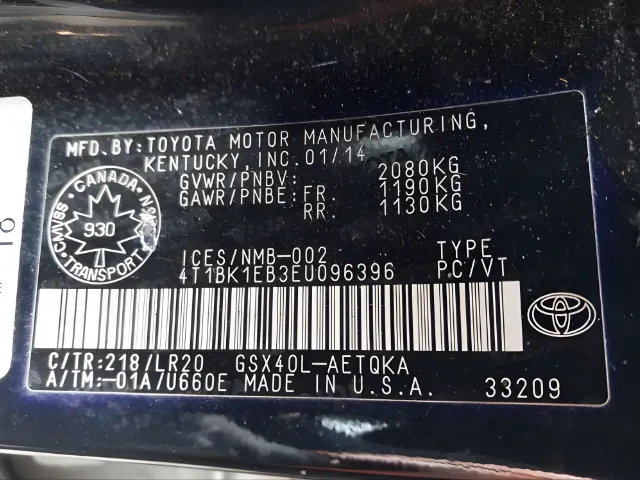 MFD. BY: TOYOTA MOTOR MANUFACTURING,
KENTUCKY, INC. 01/14
GVWR/PNBV: 2080KG
GAWR/PNBE: FR 1190KG
RR. 1130KG
CANADA
930
TRANSPORT
ICES/NMB-002 TYPE
4T1BK1EB3EU096396 P.C/VT
C/TR:218/LR20 GSX40L-AETQKA
A/TM:-01A/U660E MADE IN U.S.A. 33209